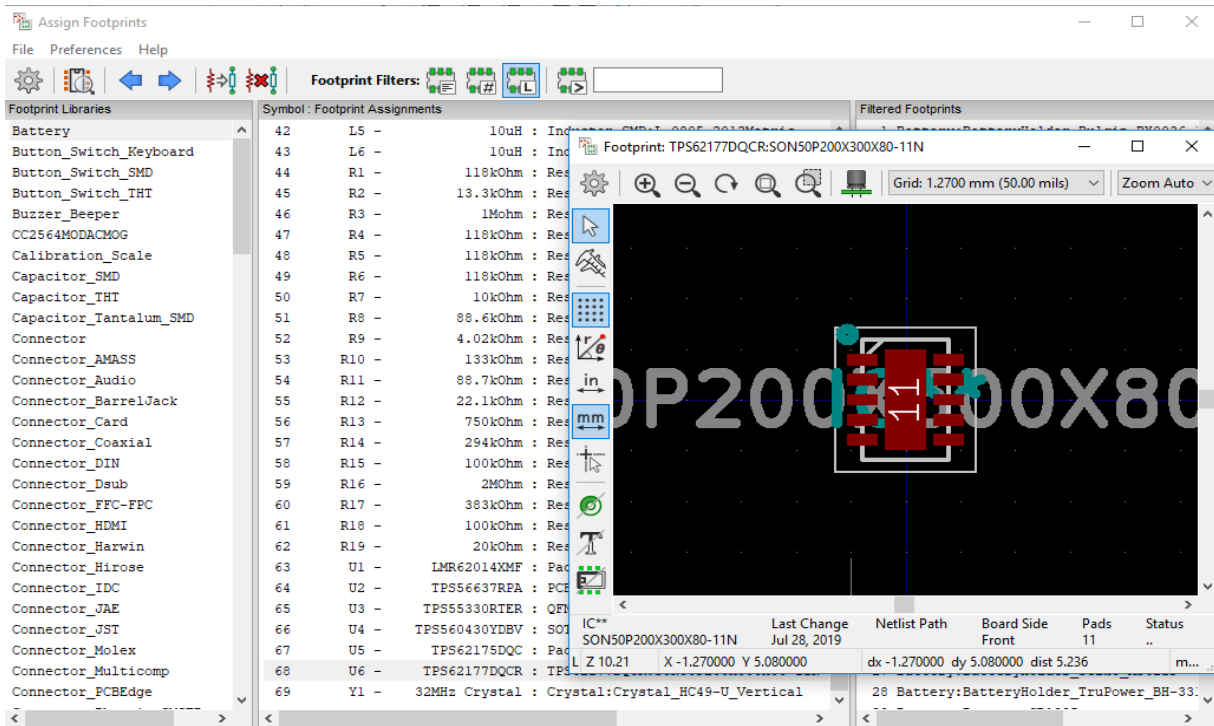 Assign Footprints
File Preferences Help
Footprint Filters:
Footprint Libraries
Symbol : Footprint Assignments
Filtered Footprints
Battery
Button_Switch_Keyboard
Button_Switch_SMD
Button_Switch_THT
Buzzer_Beeper
CC2564MODACMOG
Calibration_Scale
Capacitor_SMD
Capacitor_THT
Capacitor_Tantalum_SMD
Connector
Connector_AMASS
Connector_Audio
Connector_BarrelJack
Connector_Card
Connector_Coaxial
Connector_DIN
Connector_Dsub
Connector_FFC-FPC
Connector_HDMI
Connector_Harwin
Connector_Hirose
Connector_IDC
Connector_JAE
Connector_JST
Connector_Molex
Connector_Multicomp
Connector_PCBEdge
42 L5 - 10uH :
43 L6 - 10uH : Ind
44 R1 - 118kOhm : Res
45 R2 - 13.3kOhm : Res
46 R3 - 1Mohm : Res
47 R4 - 118kOhm : Res
48 R5 - 118kOhm : Res
49 R6 - 118kOhm : Res
50 R7 - 10kOhm : Res
51 R8 - 88.6kOhm : Res
52 R9 - 4.02kOhm : Res
53 R10 - 133kOhm : Res
54 R11 - 88.7kOhm : Res
55 R12 - 22.1kOhm : Res
56 R13 - 750kOhm : Res
57 R14 - 294kOhm : Res
58 R15 - 100kOhm : Res
59 R16 - 2MOhm : Res
60 R17 - 383kOhm : Res
61 R18 - 100kOhm : Res
62 R19 - 20kOhm : Res
63 U1 - LMR62014XMF : Pac
64 U2 - TPS56637RPA : PCB
65 U3 - TPS55330RTER : QFN
66 U4 - TPS560430YDBV : SOT
67 U5 - TPS62175DQC : Pac
68 U6 - TPS62177DQCR : TPS
69 Y1 - 32MHz Crystal : Crystal:Crystal_HC49-U_Vertical
Footprint: TPS62177DQCR:SON50P200X300X80-11N
Grid: 1.2700 mm (50.00 mils)
Zoom Auto
in
mm
0P200X300X80
11
IC** Last Change Netlist Path Board Side Pads Status
SON50P200X300X80-11N Jul 28, 2019 Front 11 ..
L Z 10.21 X -1.270000 Y 5.080000 dx -1.270000 dy 5.080000 dist 5.236 m...
28 Battery:BatteryHolder_TruPower_BH-331